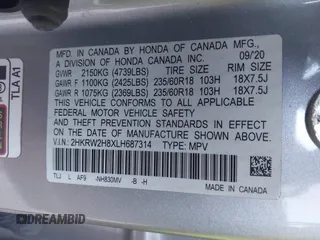 MFD. IN CANADA BY HONDA OF CANADA MFG.,
A DIVISION OF HONDA CANADA INC. 09/20
GVWR 2150KG (4739LBS) TIRE SIZE RIM SIZE
GAWR F 1100KG (2425LBS) 235/60R18 103H 18X7.5J
GAWR R 1075KG (2369LBS) 235/60R18 103H 18X7.5J
THIS VEHICLE CONFORMS TO ALL APPLICABLE FEDERAL
MOTOR VEHICLE SAFETY, BUMPER, AND THEFT PREVENTION
STANDARDS IN EFFECT ON THE DATE OF MANUFACTURE SHOWN
ABOVE.
V.I.N.: 2HKRW2H8XLH687314 TYPE: MPV
TLJ L AF9 -NH830MV -B -H
MADE IN CANADA
TLA A1
DREAMBID